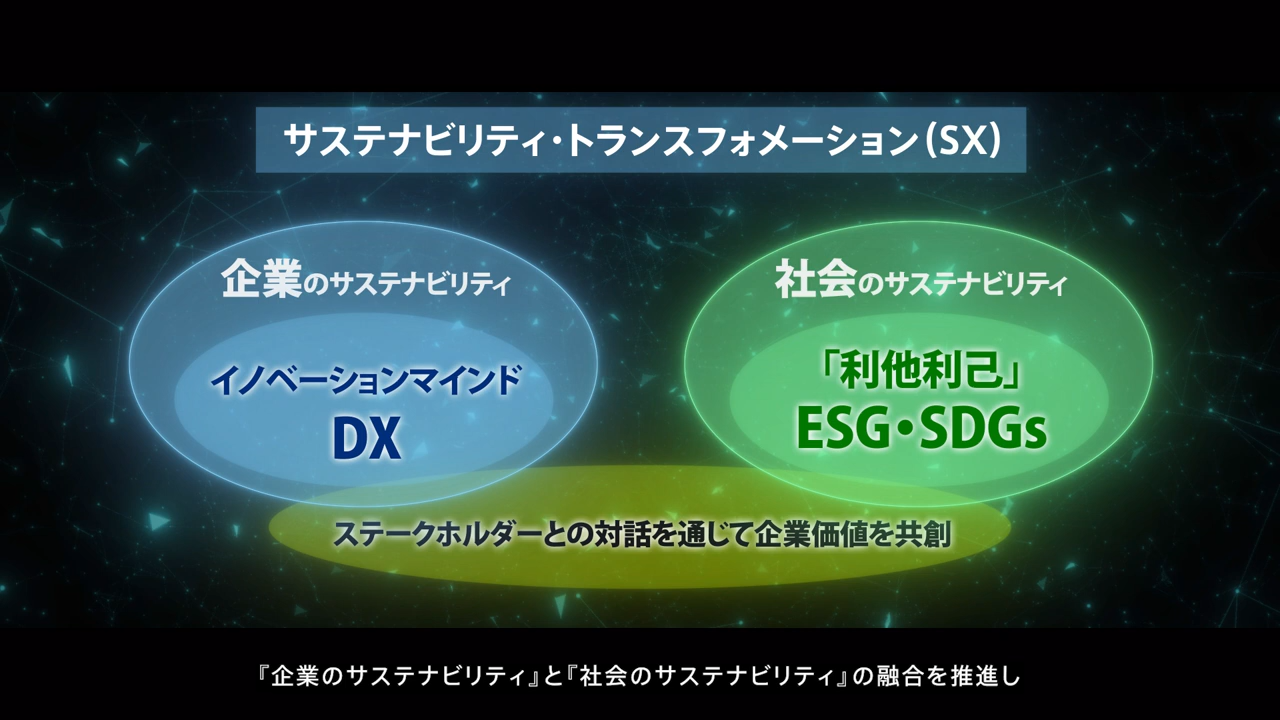 サステナビリティ・トランスフォメーション（SX）
企業のサステナビリティ
イノベーションマインド
DX
社会のサステナビリティ
「利他利己」
ESG・SDGs
ステークホルダーとの対話を通じて企業価値を共創
『企業のサステナビリティ』と『社会のサステナビリティ』の融合を推進し